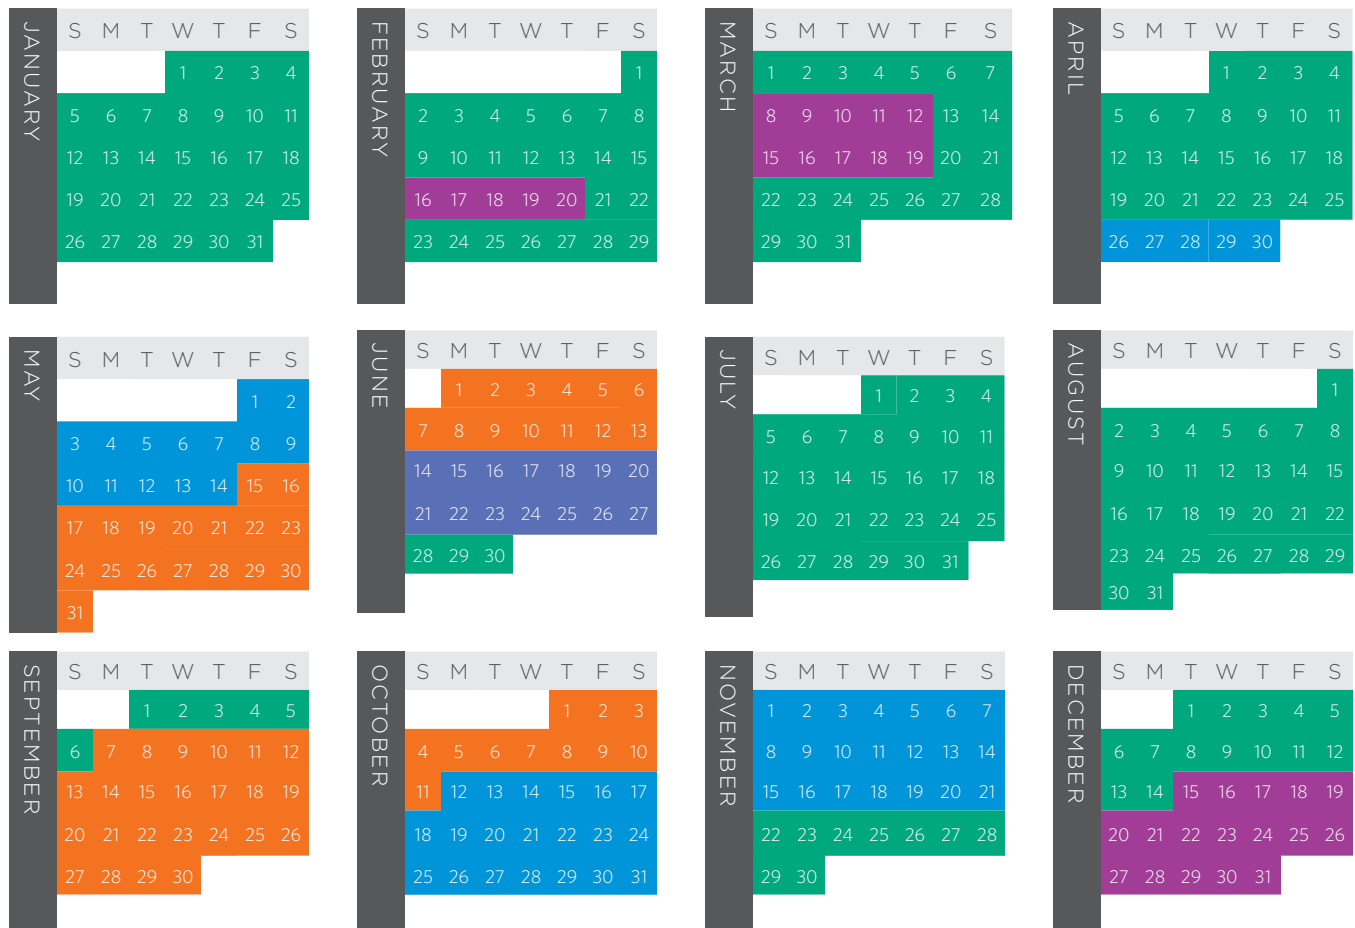 JANUARY
S M T W T F S
1 2 3 4
5 6 7 8 9 10 11
12 13 14 15 16 17 18
19 20 21 22 23 24 25
26 27 28 29 30 31
FEBRUARY
S M T W T F S
1
2 3 4 5 6 7 8
9 10 11 12 13 14 15
16 17 18 19 20 21 22
23 24 25 26 27 28 29
MARCH
S M T W T F S
1 2 3 4 5 6 7
8 9 10 11 12 13 14
15 16 17 18 19 20 21
22 23 24 25 26 27 28
29 30 31
APRIL
S M T W T F S
1 2 3 4
5 6 7 8 9 10 11
12 13 14 15 16 17 18
19 20 21 22 23 24 25
26 27 28 29 30
MAY
S M T W T F S
1 2
3 4 5 6 7 8 9
10 11 12 13 14 15 16
17 18 19 20 21 22 23
24 25 26 27 28 29 30
31
JUNE
S M T W T F S
1 2 3 4 5 6
7 8 9 10 11 12 13
14 15 16 17 18 19 20
21 22 23 24 25 26 27
28 29 30
JULY
S M T W T F S
1 2 3 4
5 6 7 8 9 10 11
12 13 14 15 16 17 18
19 20 21 22 23 24 25
26 27 28 29 30 31
AUGUST
S M T W T F S
1
2 3 4 5 6 7 8
9 10 11 12 13 14 15
16 17 18 19 20 21 22
23 24 25 26 27 28 29
30 31
SEPTEMBER
S M T W T F S
1 2 3 4 5
6 7 8 9 10 11 12
13 14 15 16 17 18 19
20 21 22 23 24 25 26
27 28 29 30
OCTOBER
S M T W T F S
1 2 3
4 5 6 7 8 9 10
11 12 13 14 15 16 17
18 19 20 21 22 23 24
25 26 27 28 29 30 31
NOVEMBER
S M T W T F S
1 2 3 4 5 6 7
8 9 10 11 12 13 14
15 16 17 18 19 20 21
22 23 24 25 26 27 28
29 30
DECEMBER
S M T W T F S
1 2 3 4 5
6 7 8 9 10 11 12
13 14 15 16 17 18 19
20 21 22 23 24 25 26
27 28 29 30 31